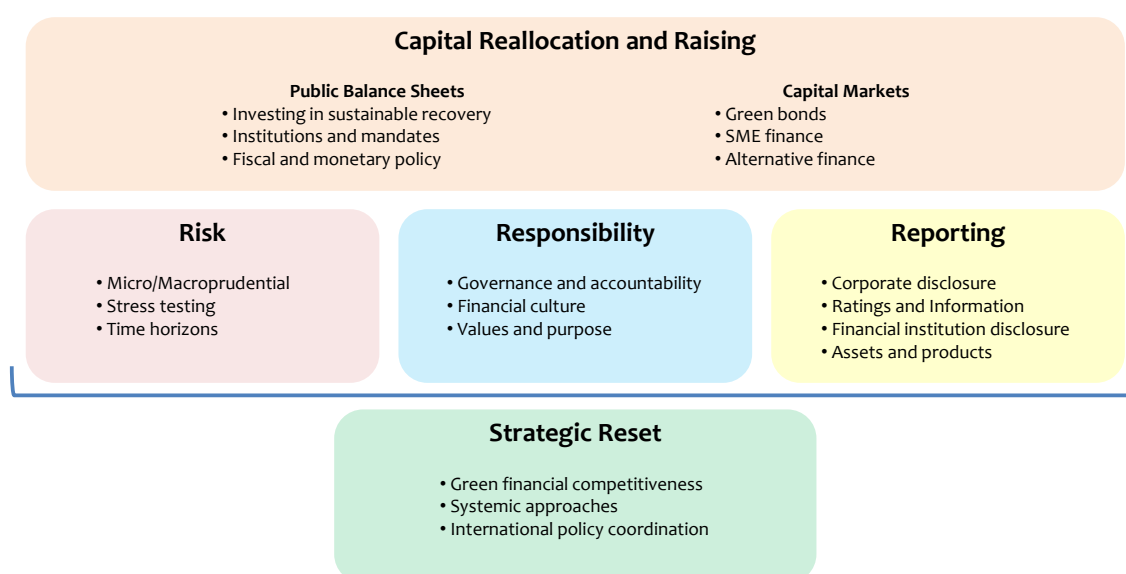 Capital Reallocation and Raising
Public Balance Sheets
• Investing in sustainable recovery
• Institutions and mandates
• Fiscal and monetary policy
Capital Markets
• Green bonds
• SME finance
• Alternative finance
Risk
• Micro/Macroprudential
• Stress testing
• Time horizons
Responsibility
• Governance and accountability
• Financial culture
• Values and purpose
Reporting
• Corporate disclosure
• Ratings and Information
• Financial institution disclosure
• Assets and products
Strategic Reset
• Green financial competitiveness
• Systemic approaches
• International policy coordination